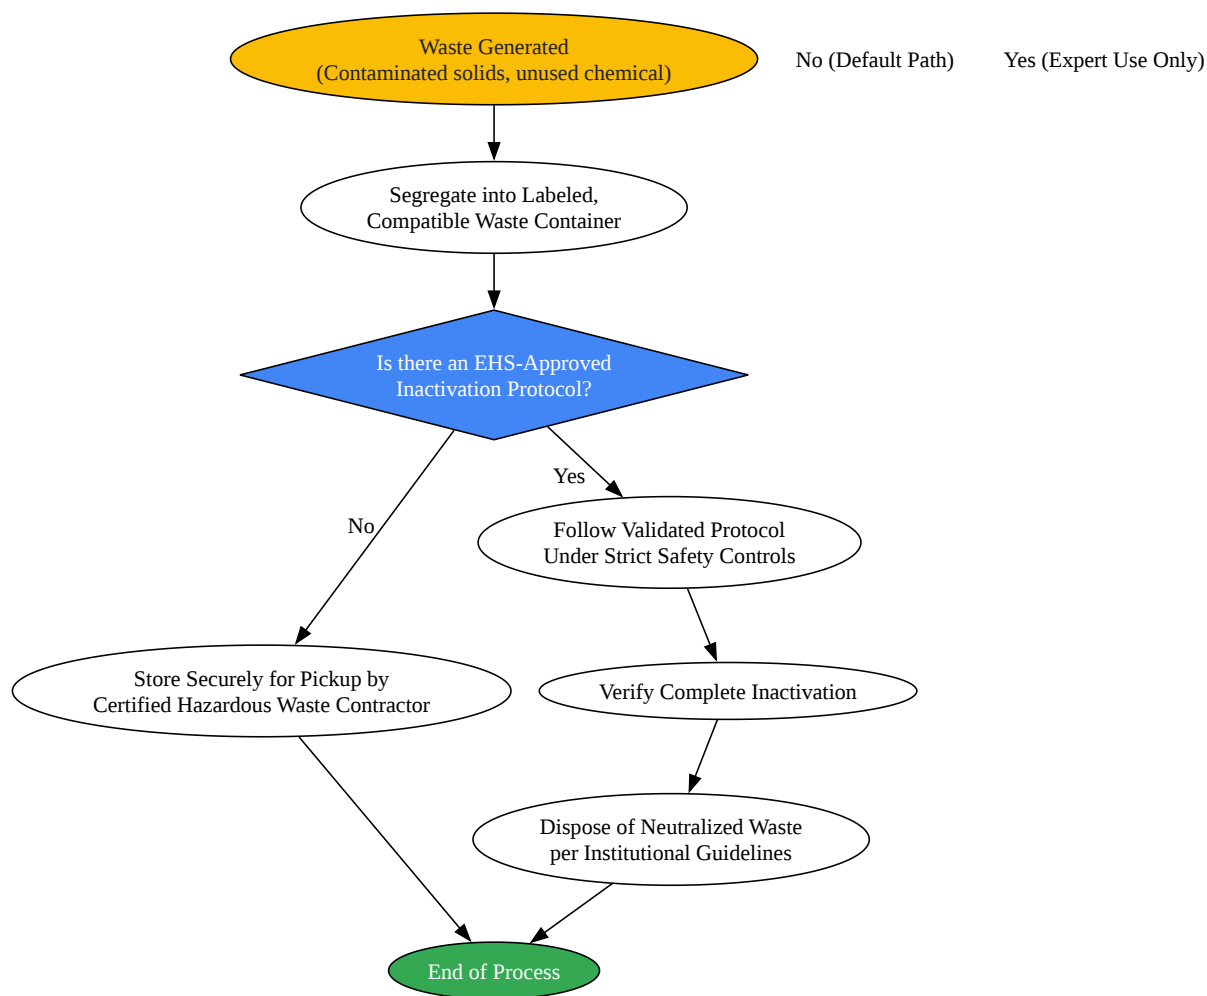 Waste Generated
(Contaminated solids, unused chemical)
No (Default Path)
Yes (Expert Use Only)
Segregate into Labeled,
Compatible Waste Container
Is there an EHS-Approved
Inactivation Protocol?
Yes
No
Follow Validated Protocol
Under Strict Safety Controls
Store Securely for Pickup by
Certified Hazardous Waste Contractor
Verify Complete Inactivation
Dispose of Neutralized Waste
per Institutional Guidelines
End of Process